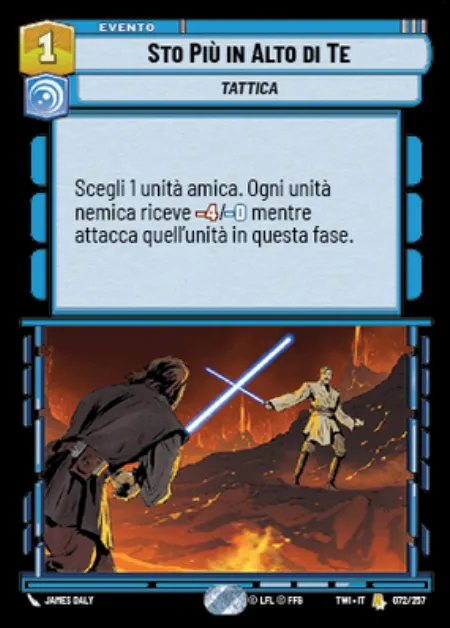 EVENTO
1
STO PIÙ IN ALTO DI TE
TATTICA
Scegli 1 unità amica. Ogni unità
nemica riceve -4/-0 mentre
attacca quell'unità in questa fase.
JAMES DALY
© LFL © FFG
TWI • IT
072/257